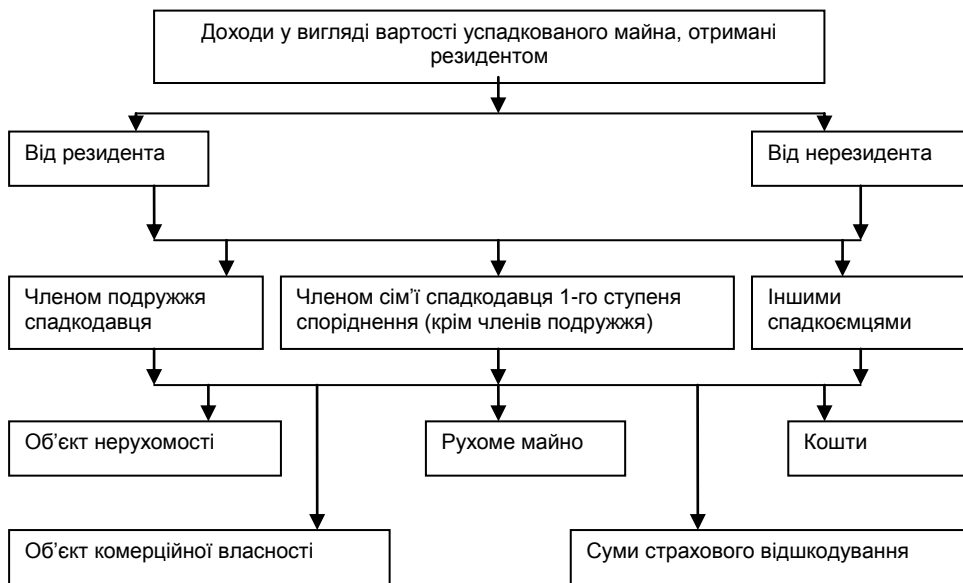 Доходи у вигляді вартості успадкованого майна, отримані
резидентом
Від резидента
Від нерезидента
Членом подружжя
спадкодавця
Членом сім’ї спадкодавця 1-го ступеня
споріднення (крім членів подружжя)
Іншими
спадкоємцями
Об’єкт нерухомості
Рухоме майно
Кошти
Об’єкт комерційної власності
Суми страхового відшкодування